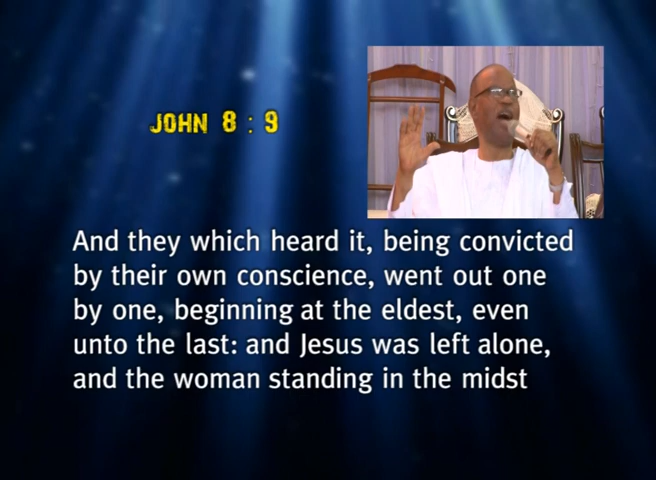 JOHN 8 : 9
And they which heard it, being convicted
by their own conscience, went out one
by one, beginning at the eldest, even
unto the last: and Jesus was left alone,
and the woman standing in the midst